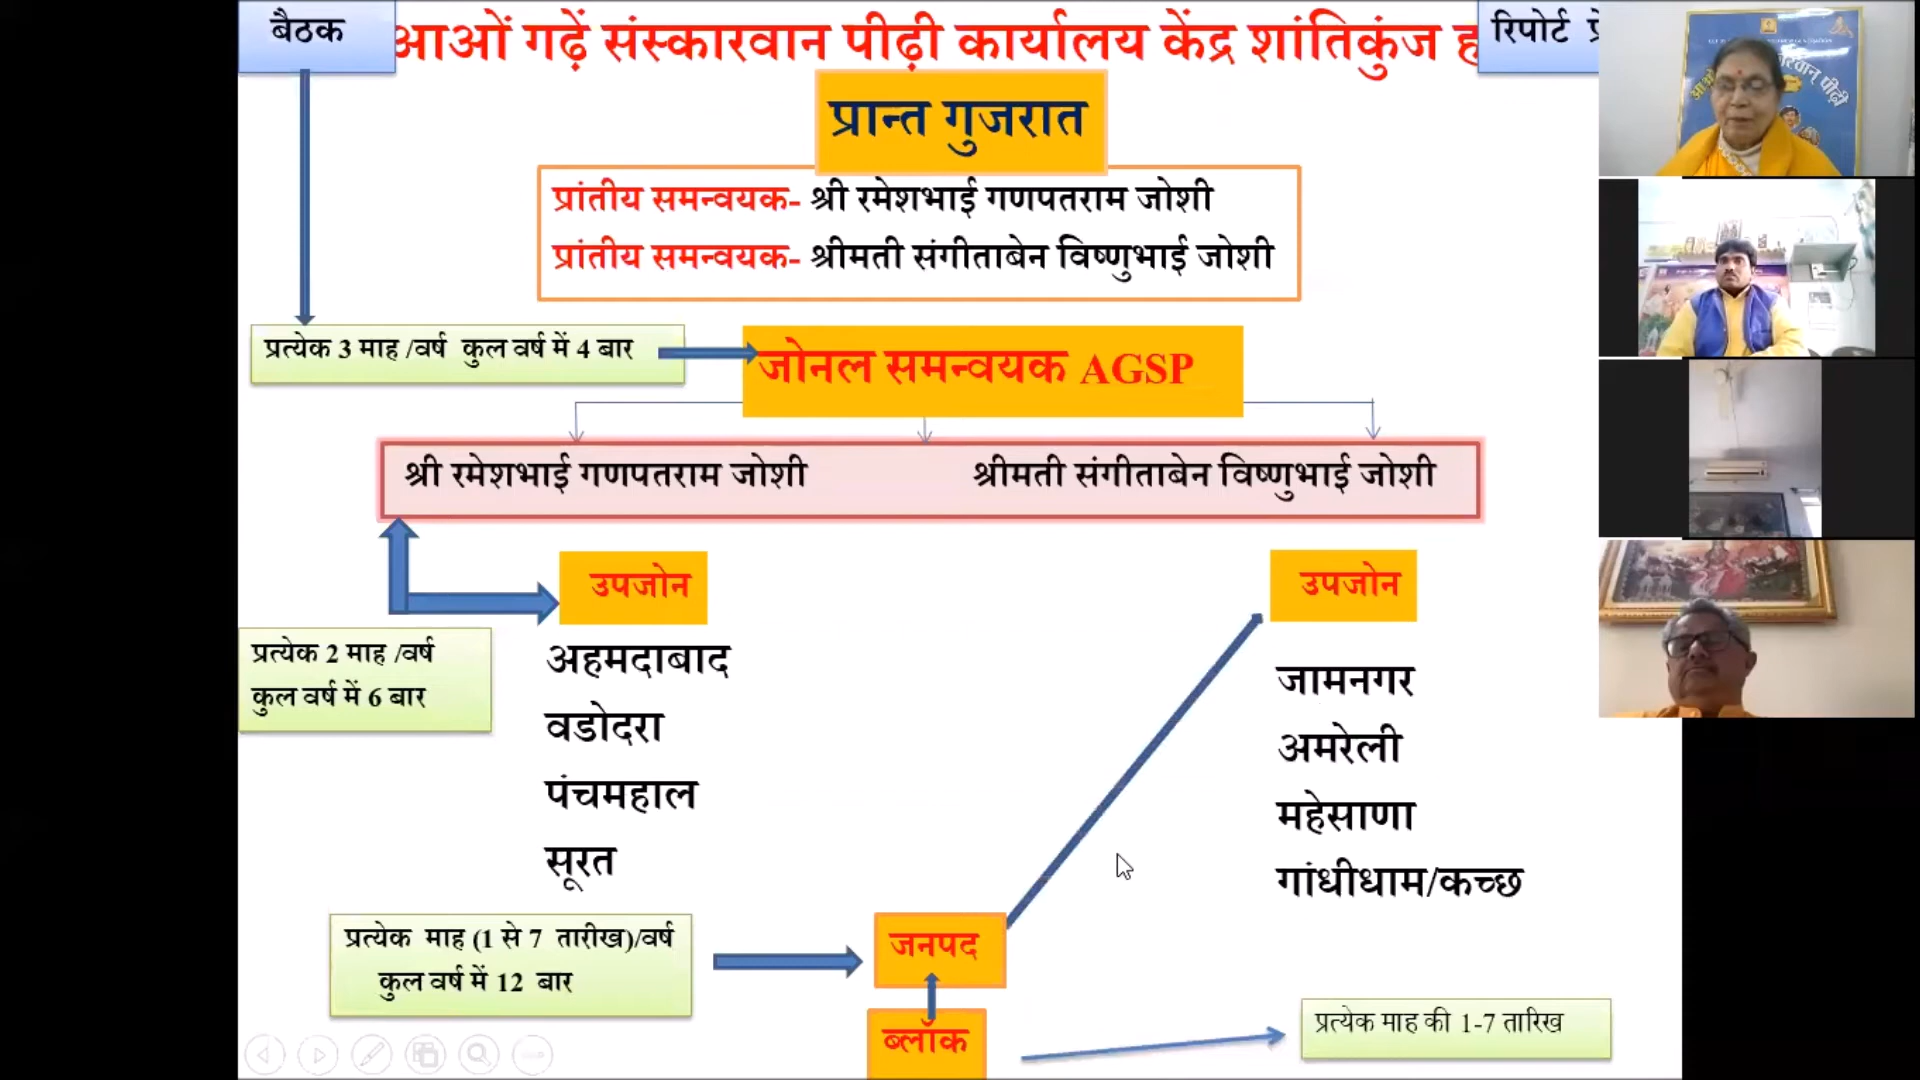 बैठक
आओं गढ़ें संस्कारवान पीढ़ी कार्यालय केंद्र शांतिकुंज ह
रिपोर्ट प्रे
प्रान्त गुजरात
प्रांतीय समन्वयक- श्री रमेशभाई गणपतराम जोशी
प्रांतीय समन्वयक- श्रीमती संगीताबेन विष्णुभाई जोशी
प्रत्येक 3 माह /वर्ष कुल वर्ष में 4 बार
जोनल समन्वयक AGSP
श्री रमेशभाई गणपतराम जोशी श्रीमती संगीताबेन विष्णुभाई जोशी
प्रत्येक 2 माह /वर्ष
कुल वर्ष में 6 बार
उपजोन
अहमदाबाद
वडोदरा
पंचमहाल
सूरत
उपजोन
जामनगर
अमरेली
महेसाणा
गांधीधाम/कच्छ
प्रत्येक माह (1 से 7 तारीख)/वर्ष
कुल वर्ष में 12 बार
जनपद
ब्लॉक
प्रत्येक माह की 1-7 तारिख